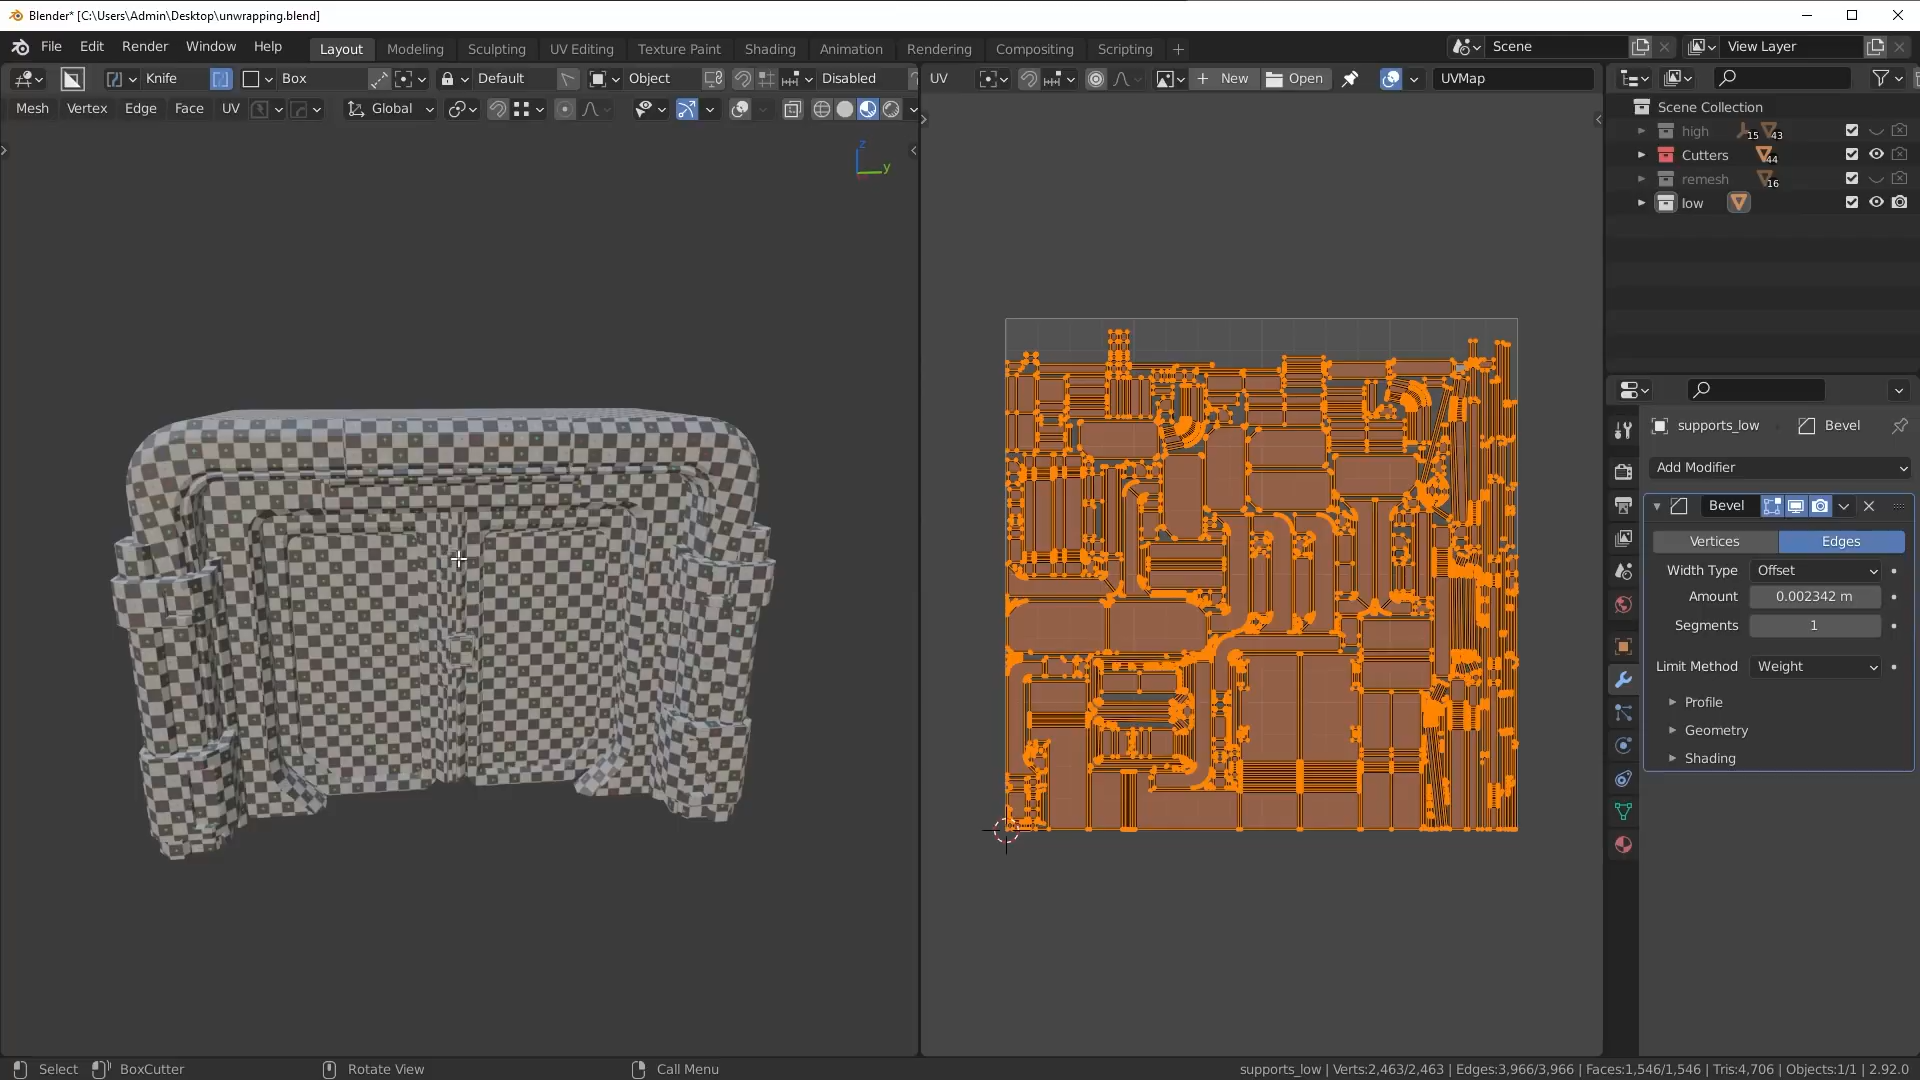 Blender* [C:\Users\Admin\Desktop\unwrapping.blend]
File Edit Render Window Help Layout Modeling Sculpting UV Editing Texture Paint Shading Animation Rendering Compositing Scripting Scene View Layer
Knife Box Default Object Disabled UV New Open UVMap
Mesh Vertex Edge Face UV Global
Scene Collection
high 15 43
Cutters 44
remesh 16
low
z
y
supports_low Bevel
Add Modifier
Bevel
Vertices Edges
Width Type Offset
Amount 0.002342 m
Segments 1
Limit Method Weight
Profile
Geometry
Shading
Select BoxCutter Rotate View Call Menu supports_low | Verts:2,463/2,463 | Edges:3,966/3,966 | Faces:1,546/1,546 | Tris:4,706 | Objects:1/1 | 2.92.0